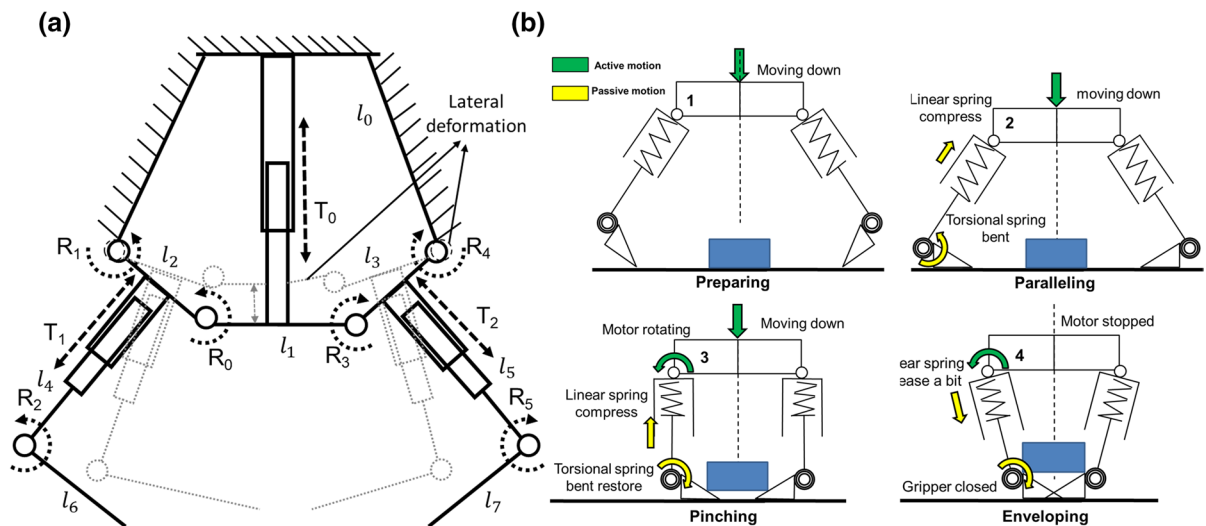 (a)
l₀
Lateral
deformation
T₀
R₁
l₂
l₃
R₄
T₁
T₂
R₀
l₁
R₃
l₄
l₅
R₂
R₅
l₆
l₇
(b)
Active motion
Passive motion
Moving down
1
Preparing
Linear spring
compress
moving down
2
Torsional spring
bent
Paralleling
Motor rotating
Moving down
3
Linear spring
compress
Torsional spring
bent restore
Pinching
Motor stopped
4
ear spring
ease a bit
Gripper closed
Enveloping